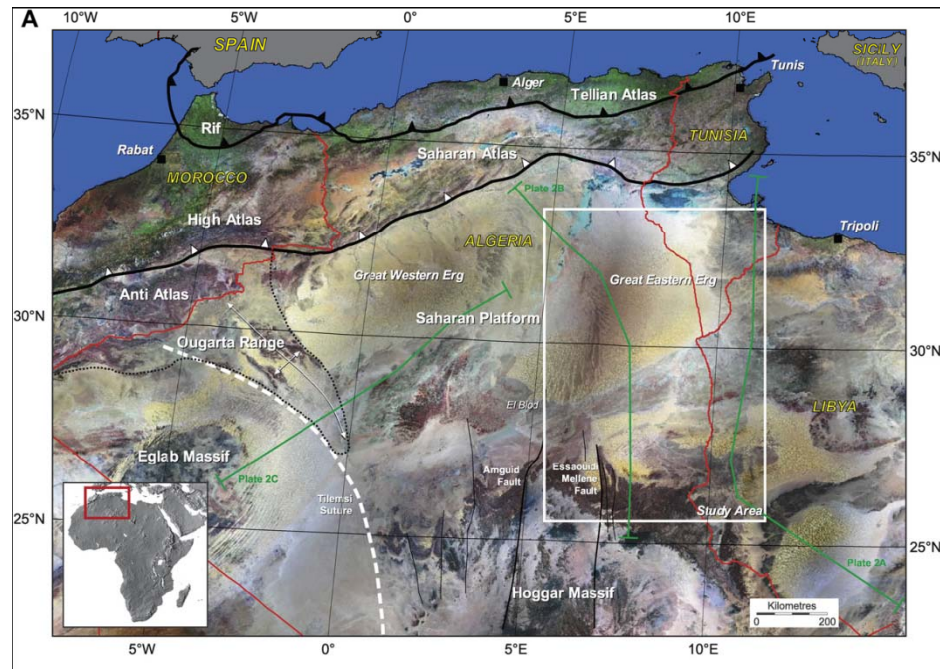 A
10°W
5°W
0°
5°E
10°E
SPAIN
SICILY
(ITALY)
Tunis
Alger
Tellian Atlas
35°N
Rif
TUNISIA
35°N
Rabat
Saharan Atlas
MOROCCO
Plate 2B
High Atlas
Tripoli
ALGERIA
Great Western Erg
Great Eastern Erg
Anti Atlas
30°N
Saharan Platform
Ougarta Range
30°N
El Biod
LIBYA
Eglab Massif
Amguid
Fault
Essaouidi
Mellene
Fault
Plate 2C
Tilemsi
Suture
25°N
Study Area
25°N
Plate 2A
Hoggar Massif
Kilometres
0
200
5°W
0°
5°E
10°E